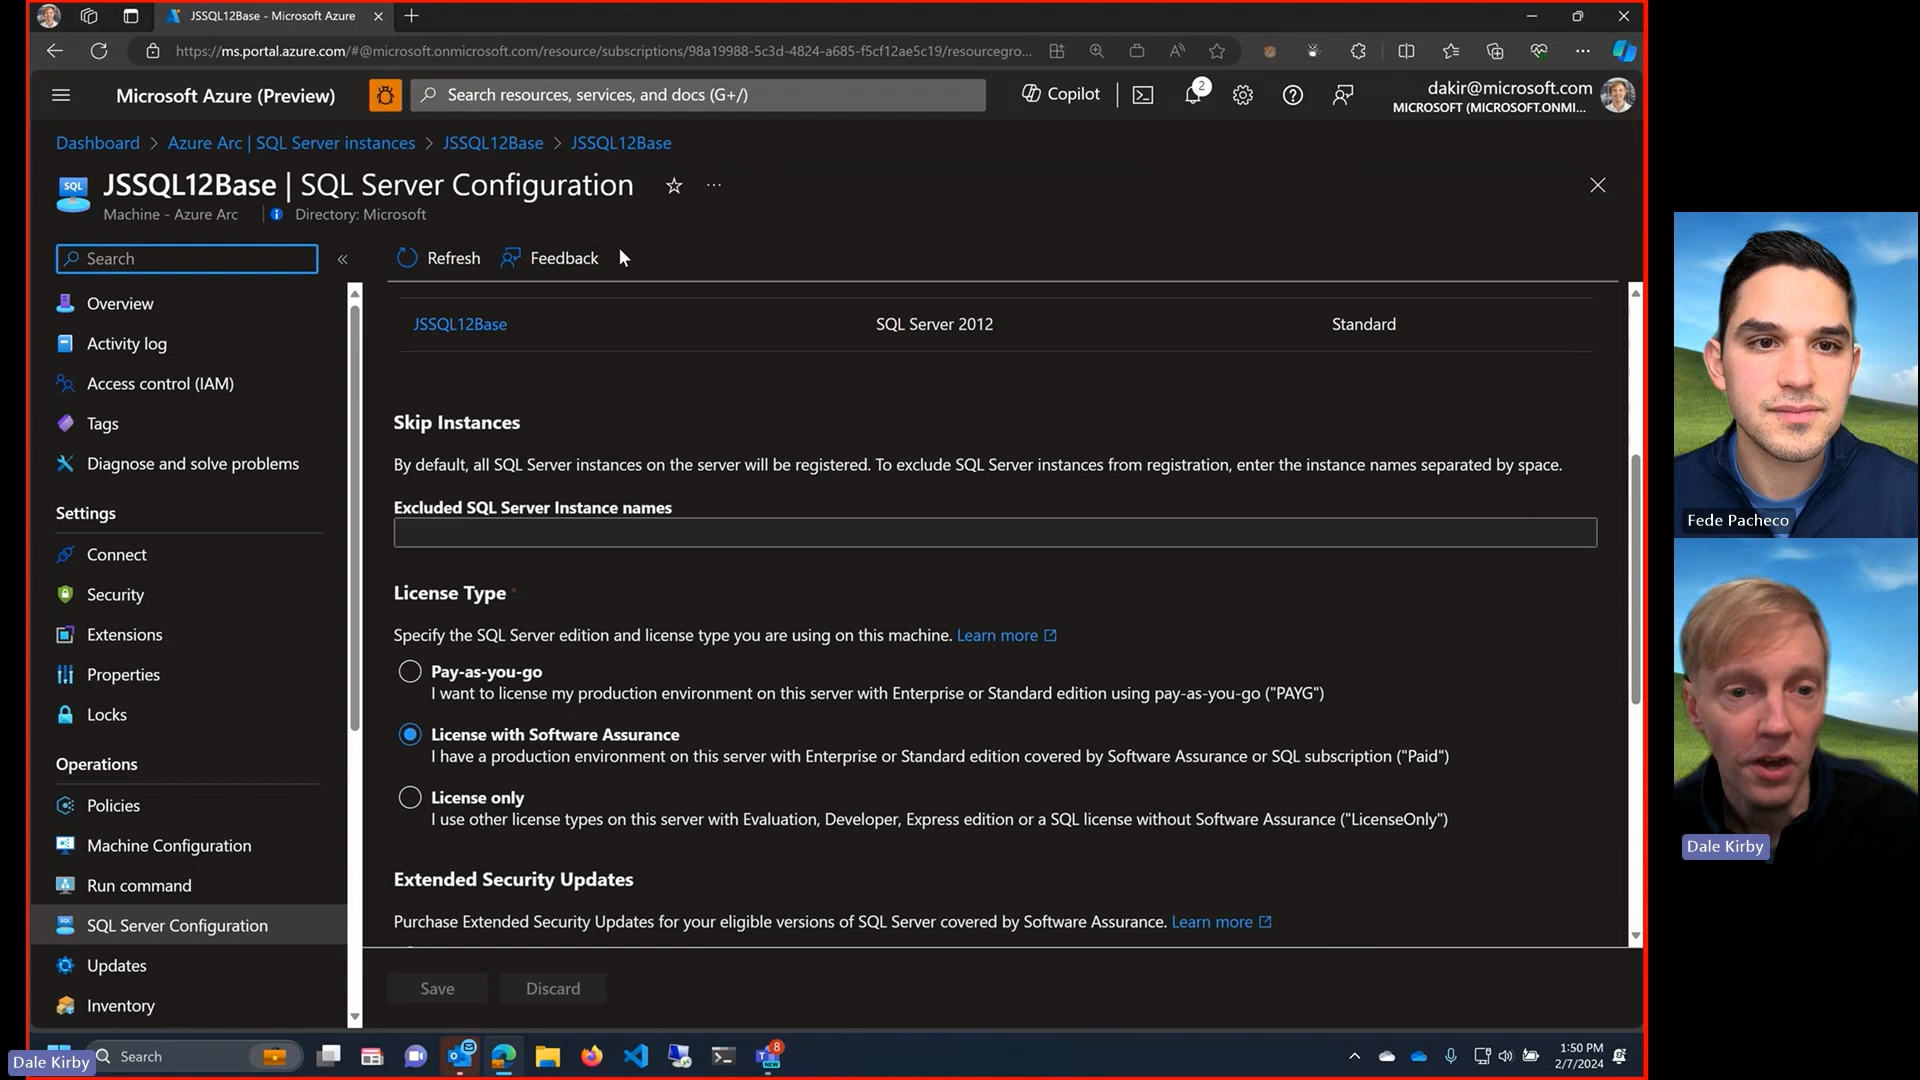 JSSQL12Base - Microsoft Azure
https://ms.portal.azure.com/#@microsoft.onmicrosoft.com/resource/subscriptions/98a19988-5c3d-4824-a685-f5cf12ae5c19/resourcegro...
Microsoft Azure (Preview)
Search resources, services, and docs (G+/)
Copilot
2
dakir@microsoft.com
MICROSOFT (MICROSOFT.ONMI...
Dashboard > Azure Arc | SQL Server instances > JSSQL12Base > JSSQL12Base
SQL
JSSQL12Base | SQL Server Configuration
Machine - Azure Arc
Directory: Microsoft
Search
Refresh
Feedback
Overview
Activity log
Access control (IAM)
Tags
Diagnose and solve problems
Settings
Connect
Security
Extensions
Properties
Locks
Operations
Policies
Machine Configuration
Run command
SQL Server Configuration
Updates
Inventory
JSSQL12Base
SQL Server 2012
Standard
Skip Instances
By default, all SQL Server instances on the server will be registered. To exclude SQL Server instances from registration, enter the instance names separated by space.
Excluded SQL Server Instance names
License Type *
Specify the SQL Server edition and license type you are using on this machine. Learn more
Pay-as-you-go
I want to license my production environment on this server with Enterprise or Standard edition using pay-as-you-go ("PAYG")
License with Software Assurance
I have a production environment on this server with Enterprise or Standard edition covered by Software Assurance or SQL subscription ("Paid")
License only
I use other license types on this server with Evaluation, Developer, Express edition or a SQL license without Software Assurance ("LicenseOnly")
Extended Security Updates
Purchase Extended Security Updates for your eligible versions of SQL Server covered by Software Assurance. Learn more
Save
Discard
Fede Pacheco
Dale Kirby
Dale Kirby
Search
8
NEW
1:50 PM
2/7/2024